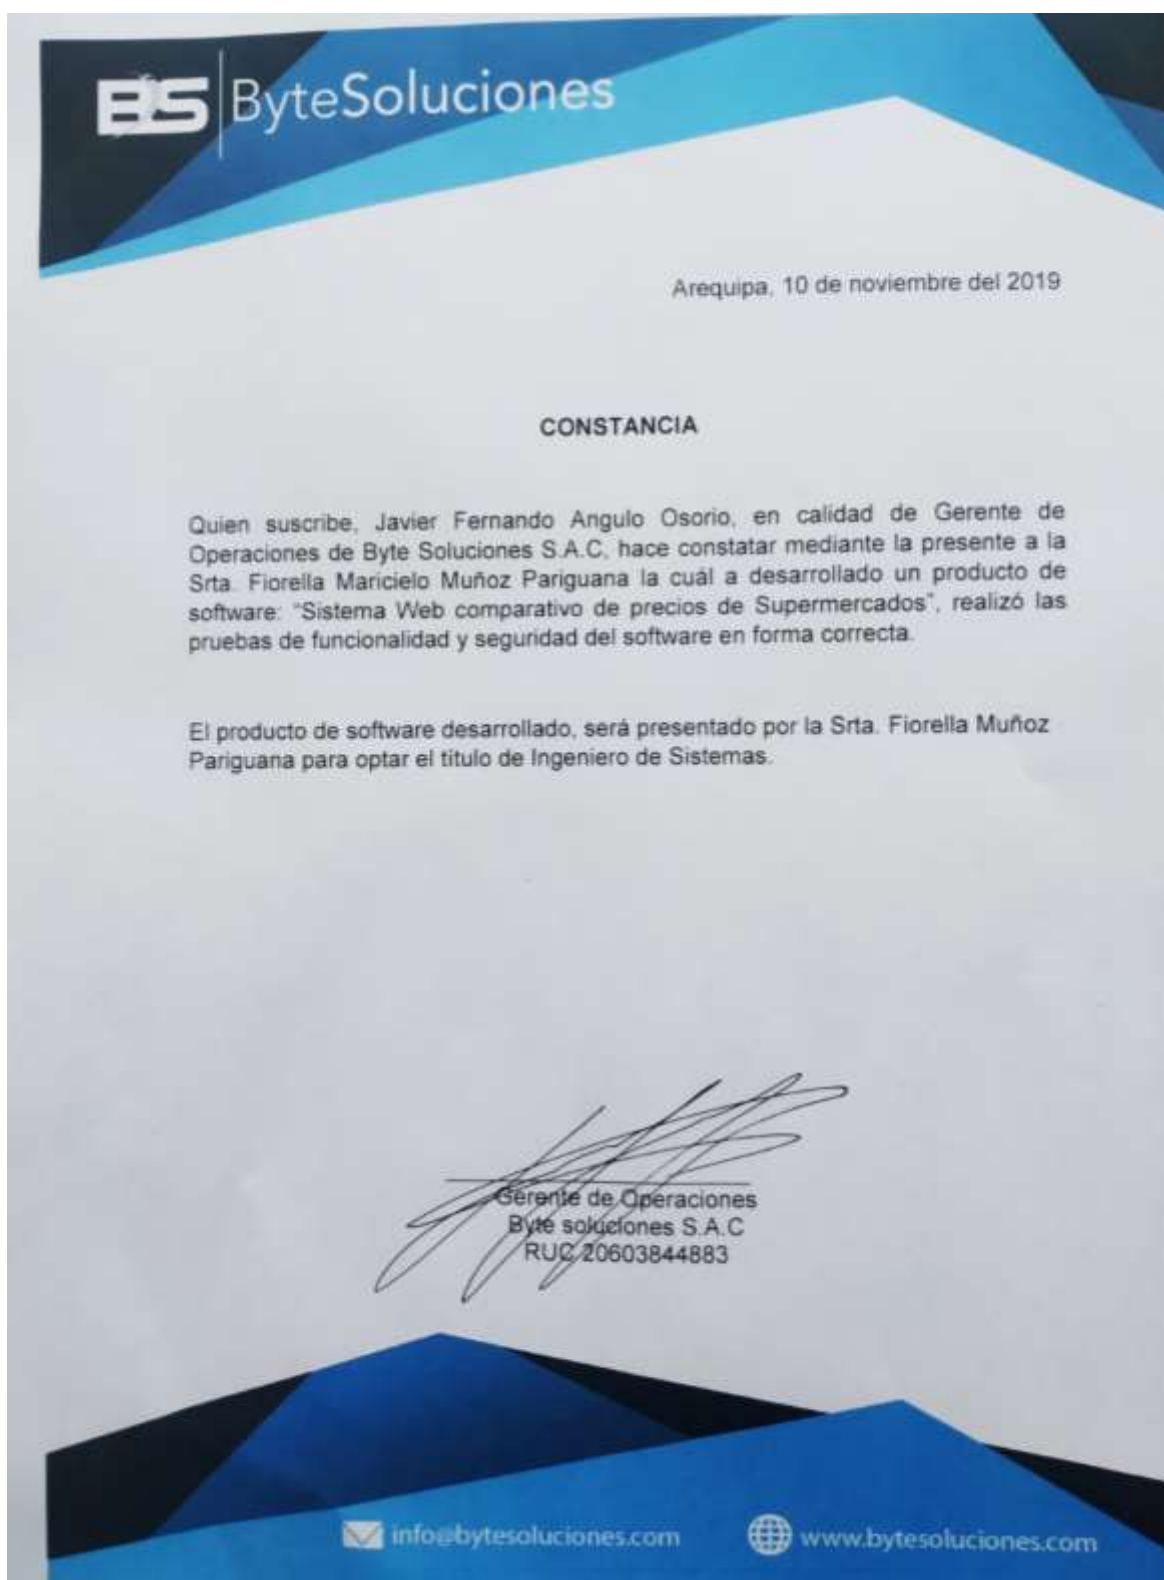 BS ByteSoluciones
Arequipa, 10 de noviembre del 2019
CONSTANCIA
Quien suscribe, Javier Fernando Angulo Osorio, en calidad de Gerente de
Operaciones de Byte Soluciones S.A.C, hace constatar mediante la presente a la
Srta. Fiorella Maricielo Muñoz Pariguana la cuál a desarrollado un producto de
software: “Sistema Web comparativo de precios de Supermercados”, realizó las
pruebas de funcionalidad y seguridad del software en forma correcta.
El producto de software desarrollado, será presentado por la Srta. Fiorella Muñoz
Pariguana para optar el titulo de Ingeniero de Sistemas.
Gerente de Operaciones
Byte soluciones S.A.C
RUC 20603844883
info@bytesoluciones.com
www.bytesoluciones.com